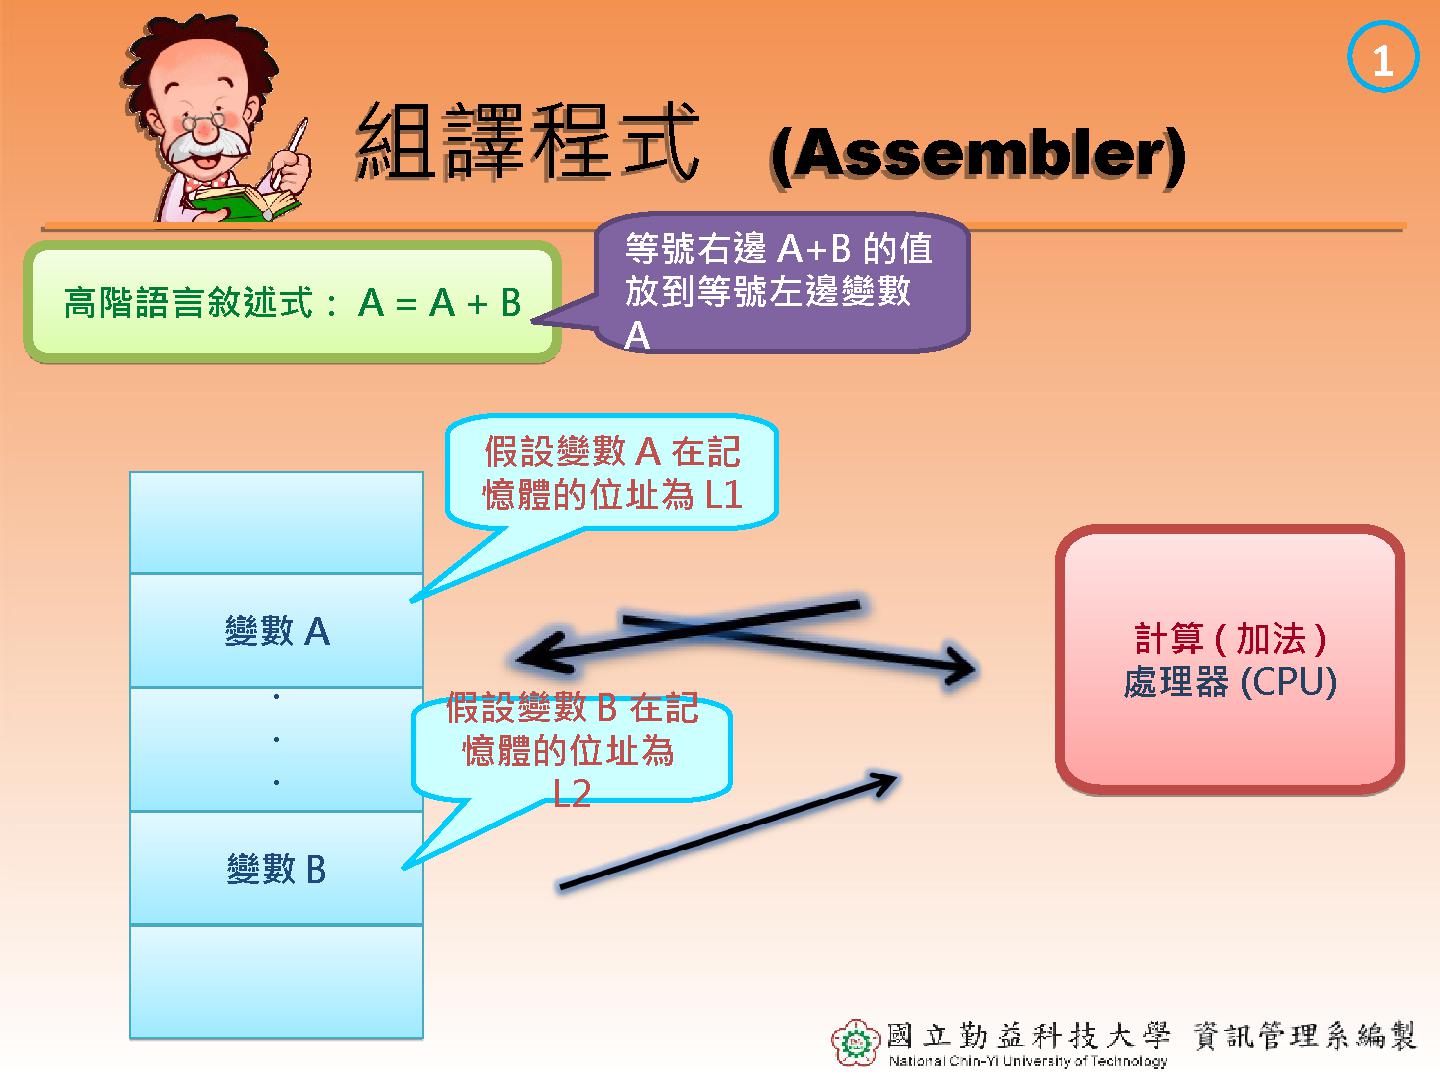 1
組譯程式 (Assembler)
高階語言敘述式： A = A + B
等號右邊 A+B 的值
放到等號左邊變數
A
假設變數 A 在記
憶體的位址為 L1
變數 A
.
.
.
假設變數 B 在記
憶體的位址為
L2
變數 B
計算 ( 加法 )
處理器 (CPU)
國立勤益科技大學 資訊管理系編製
National Chin-Yi University of Technology